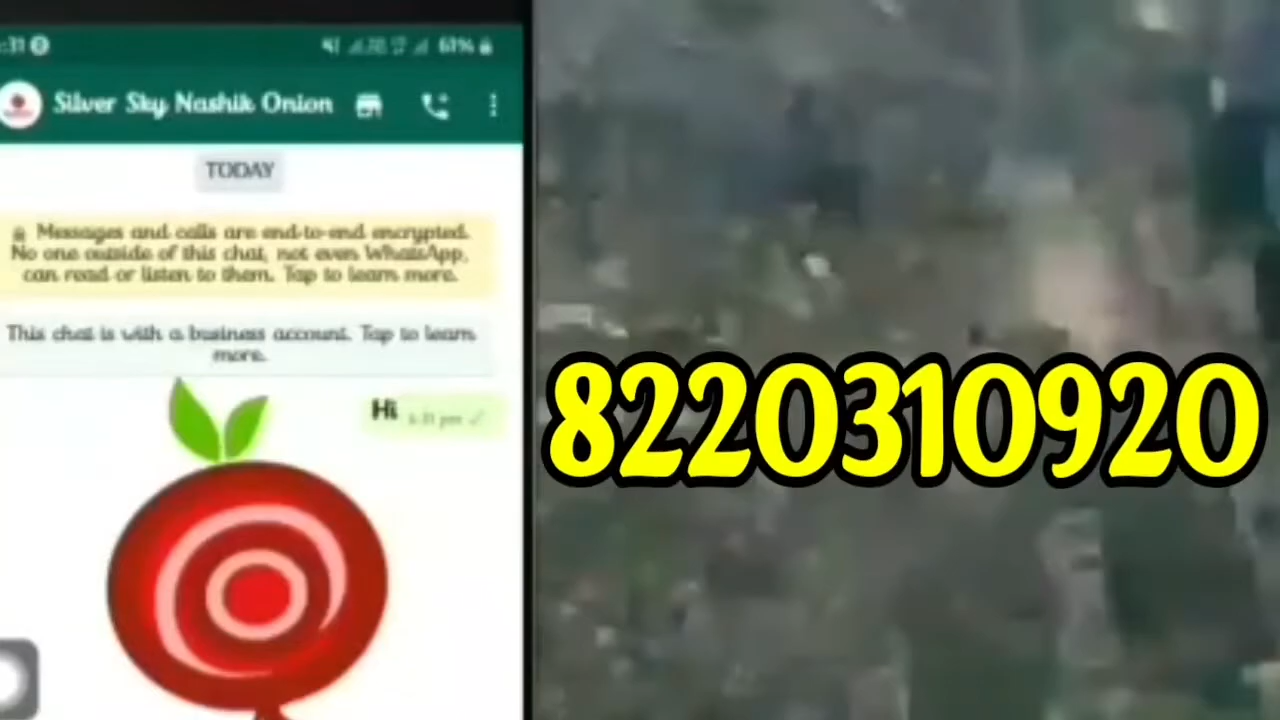 :31
61%
Silver Sky Nashik Onion
TODAY
Messages and calls are end-to-end encrypted.
No one outside of this chat, not even WhatsApp,
can read or listen to them. Tap to learn more.
This chat is with a business account. Tap to learn
more.
Hi
8220310920